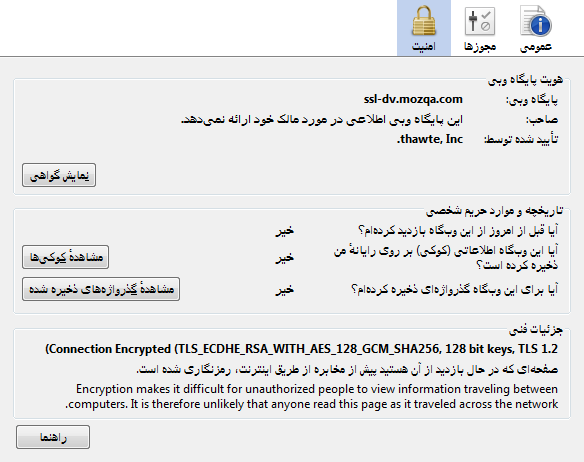 عمومی
مجوزها
امنیت
هویت پایگاه وبی
پایگاه وبی: ssl-dv.mozqa.com
صاحب: این پایگاه وبی اطلاعی در مورد مالک خود ارائه نمی‌دهد.
تأیید شده توسط: thawte, Inc.
نمایش گواهی
تاریخچه و موارد حریم شخصی
آیا قبل از امروز از این وبگاه بازدید کرده‌ام؟ خیر
آیا این وبگاه اطلاعاتی (کوکی) بر روی رایانهٔ من
ذخیره کرده است؟ خیر مشاهدهٔ کوکی‌ها
آیا برای این وبگاه گذرواژه‌ای ذخیره کرده‌ام؟ خیر مشاهدهٔ گذرواژه‌های ذخیره شده
جزئیات فنی
(Connection Encrypted (TLS_ECDHE_RSA_WITH_AES_128_GCM_SHA256, 128 bit keys, TLS 1.2
صفحه‌ای که در حال بازدید از آن هستید پیش از مخابره از طریق اینترنت، رمزنگاری شده است.
Encryption makes it difficult for unauthorized people to view information traveling between
.computers. It is therefore unlikely that anyone read this page as it traveled across the network
راهنما